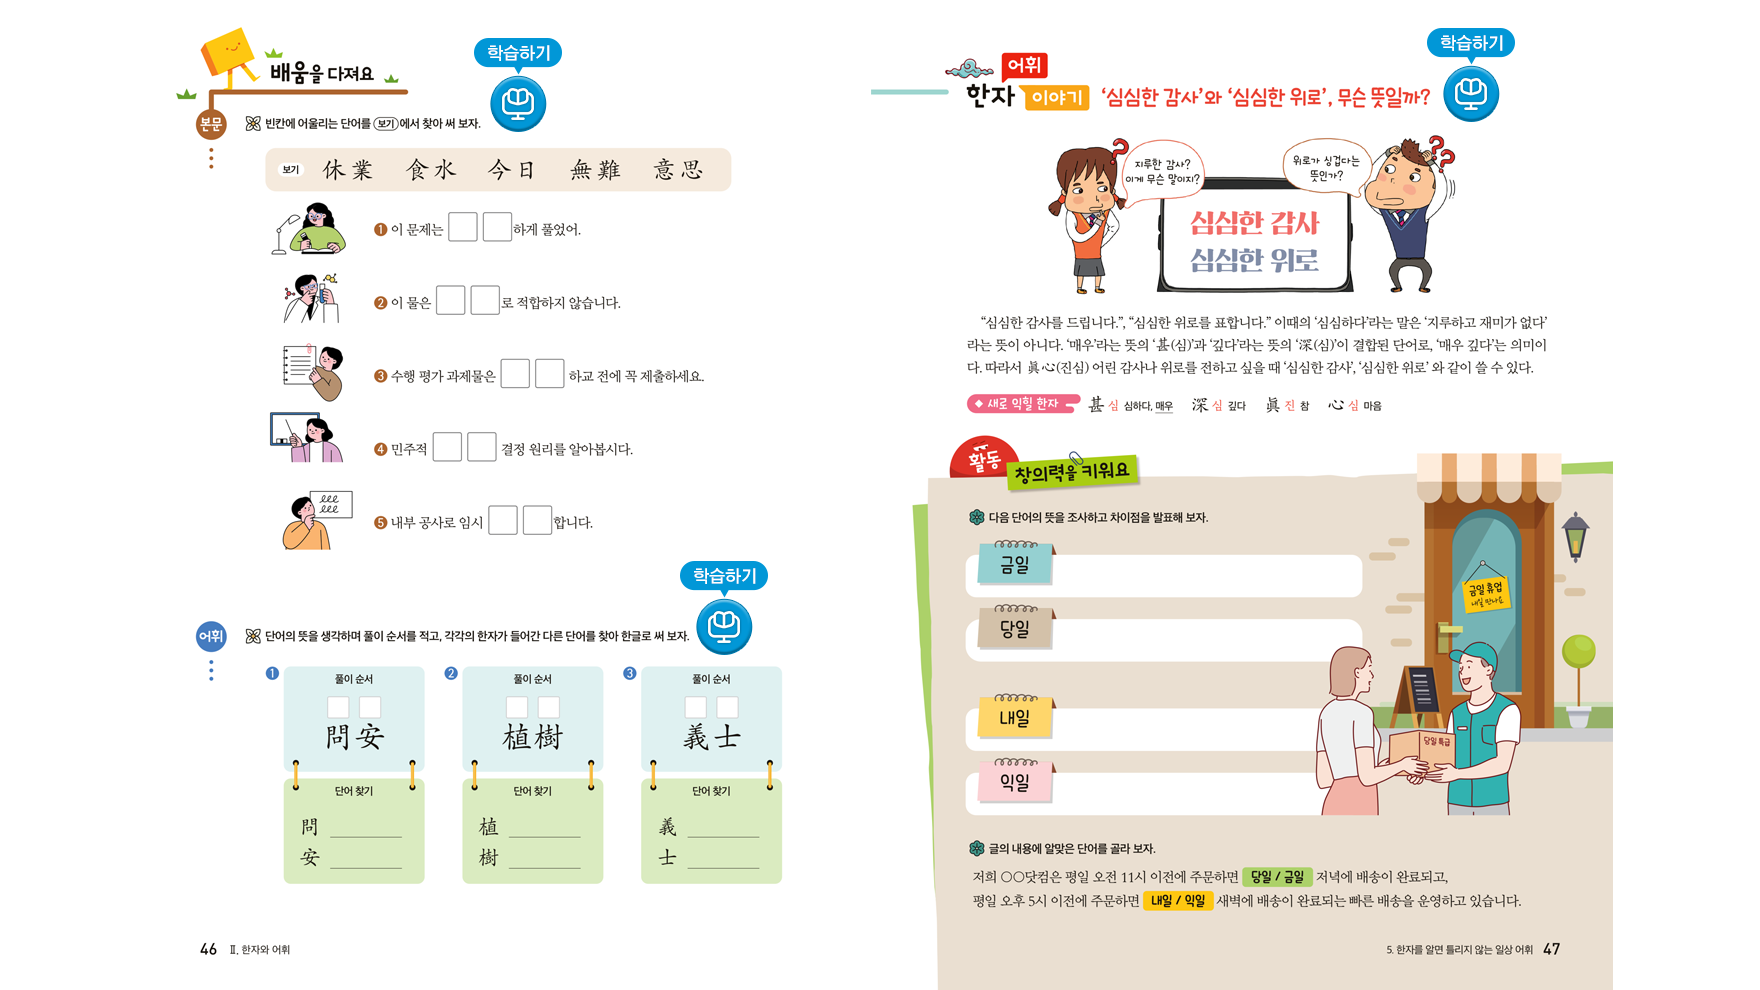 배움을 다져요
학습하기
본문
빈칸에 어울리는 단어를 보기에서 찾아 써 보자.
보기 休業 食水 今日 無難 意思
1 이 문제는 하게 풀었어.
2 이 물은 로 적합하지 않습니다.
3 수행 평가 과제물은 하교 전에 꼭 제출하세요.
4 민주적 결정 원리를 알아봅시다.
5 내부 공사로 임시 합니다.
학습하기
어휘
단어의 뜻을 생각하며 풀이 순서를 적고, 각각의 한자가 들어간 다른 단어를 찾아 한글로 써 보자.
1 풀이 순서
問安
단어 찾기
問
安
2 풀이 순서
植樹
단어 찾기
植
樹
3 풀이 순서
義士
단어 찾기
義
士
46 Ⅱ. 한자와 어휘
학습하기
한자 어휘 이야기
‘심심한 감사’와 ‘심심한 위로’, 무슨 뜻일까?
지루한 감사?
이게 무슨 말이지?
위로가 싱겁다는
뜻인가?
심심한 감사
심심한 위로
“심심한 감사를 드립니다.”, “심심한 위로를 표합니다.” 이때의 ‘심심하다’라는 말은 ‘지루하고 재미가 없다’
라는 뜻이 아니다. ‘매우’라는 뜻의 ‘甚(심)’과 ‘깊다’라는 뜻의 ‘深(심)’이 결합된 단어로, ‘매우 깊다’는 의미이
다. 따라서 眞心(진심) 어린 감사나 위로를 전하고 싶을 때 ‘심심한 감사’, ‘심심한 위로’ 와 같이 쓸 수 있다.
◆ 새로 익힐 한자 甚 심 심하다, 매우 深 심 깊다 眞 진 참 心 심 마음
활동
창의력을 키워요
다음 단어의 뜻을 조사하고 차이점을 발표해 보자.
금일
당일
내일
익일
금일 휴업
내일 만나요
당일 특급
글의 내용에 알맞은 단어를 골라 보자.
저희 ○○닷컴은 평일 오전 11시 이전에 주문하면 당일 / 금일 저녁에 배송이 완료되고,
평일 오후 5시 이전에 주문하면 내일 / 익일 새벽에 배송이 완료되는 빠른 배송을 운영하고 있습니다.
5. 한자를 알면 틀리지 않는 일상 어휘 47